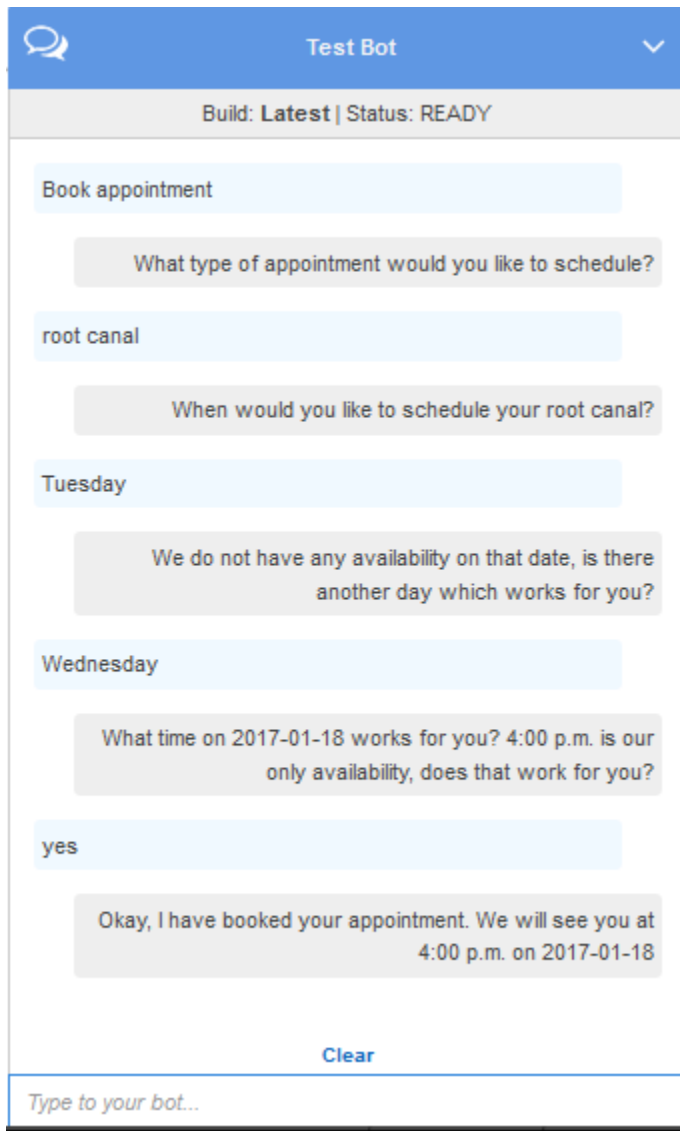 Test Bot
Build: Latest | Status: READY
Book appointment
What type of appointment would you like to schedule?
root canal
When would you like to schedule your root canal?
Tuesday
We do not have any availability on that date, is there
another day which works for you?
Wednesday
What time on 2017-01-18 works for you? 4:00 p.m. is our
only availability, does that work for you?
yes
Okay, I have booked your appointment. We will see you at
4:00 p.m. on 2017-01-18
Clear
Type to your bot...